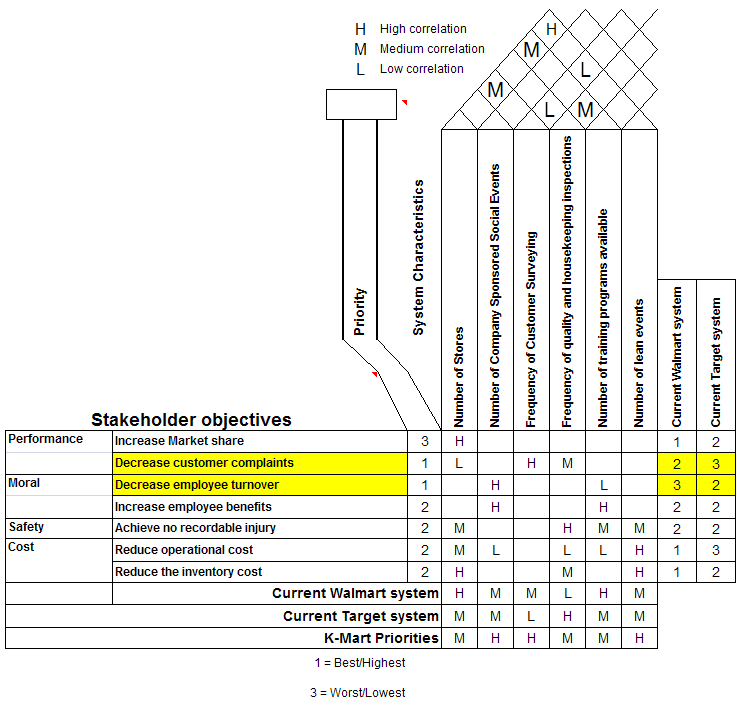 H High correlation
M Medium correlation
L Low correlation
H
M
L
M
L M
Priority
System Characteristics
Number of Stores
Number of Company Sponsored Social Events
Frequency of Customer Surveying
Frequency of quality and housekeeping inspections
Number of training programs available
Number of lean events
Current Walmart system
Current Target system
Stakeholder objectives
Performance Increase Market share 3 H 1 2
Decrease customer complaints 1 L H M 2 3
Moral Decrease employee turnover 1 H L 3 2
Increase employee benefits 2 H H 2 2
Safety Achieve no recordable injury 2 M H M M 2 2
Cost Reduce operational cost 2 M L L L H 1 3
Reduce the inventory cost 2 H M H 1 2
Current Walmart system H M M L H M
Current Target system M M L H M M
K-Mart Priorities M H H M M H
1 = Best/Highest
3 = Worst/Lowest